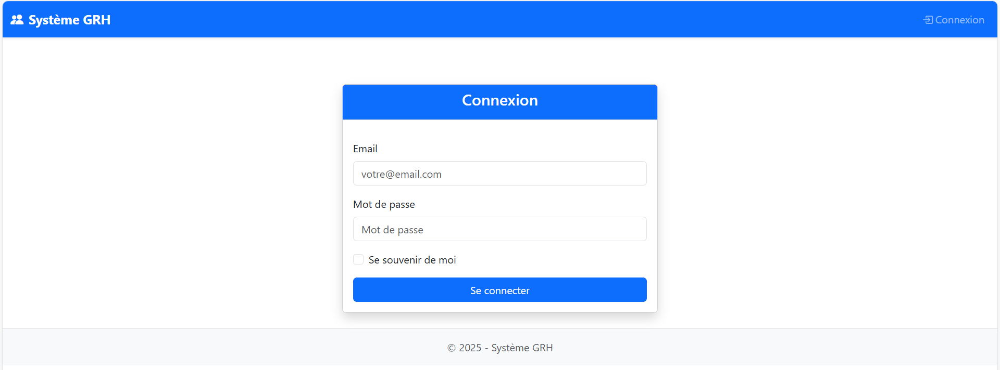 Système GRH
Connexion
Connexion
Email
votre@email.com
Mot de passe
Mot de passe
Se souvenir de moi
Se connecter
© 2025 - Système GRH